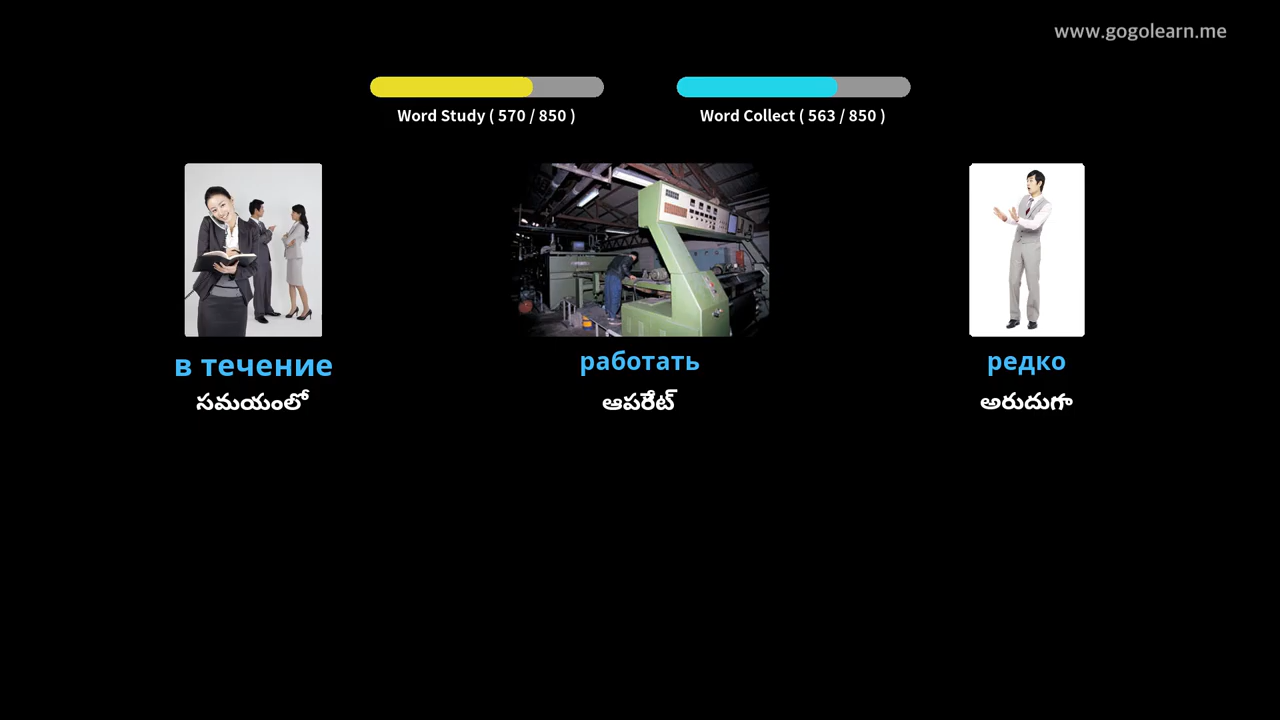 www.gogolearn.me
Word Study ( 570 / 850 )
Word Collect ( 563 / 850 )
в течение
работать
редко
సమయంలో
ఆపరేట్
అరుదుగా